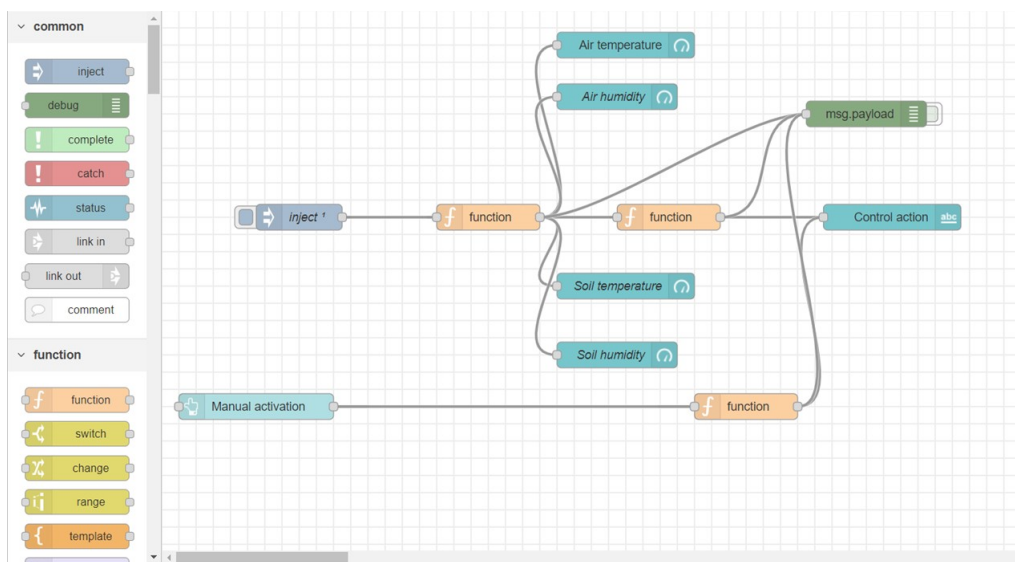 common
inject
debug
complete
catch
status
link in
link out
comment
function
function
switch
change
range
template
Air temperature
Air humidity
msg.payload
inject ¹
function
function
Control action
abc
Soil temperature
Soil humidity
Manual activation
function